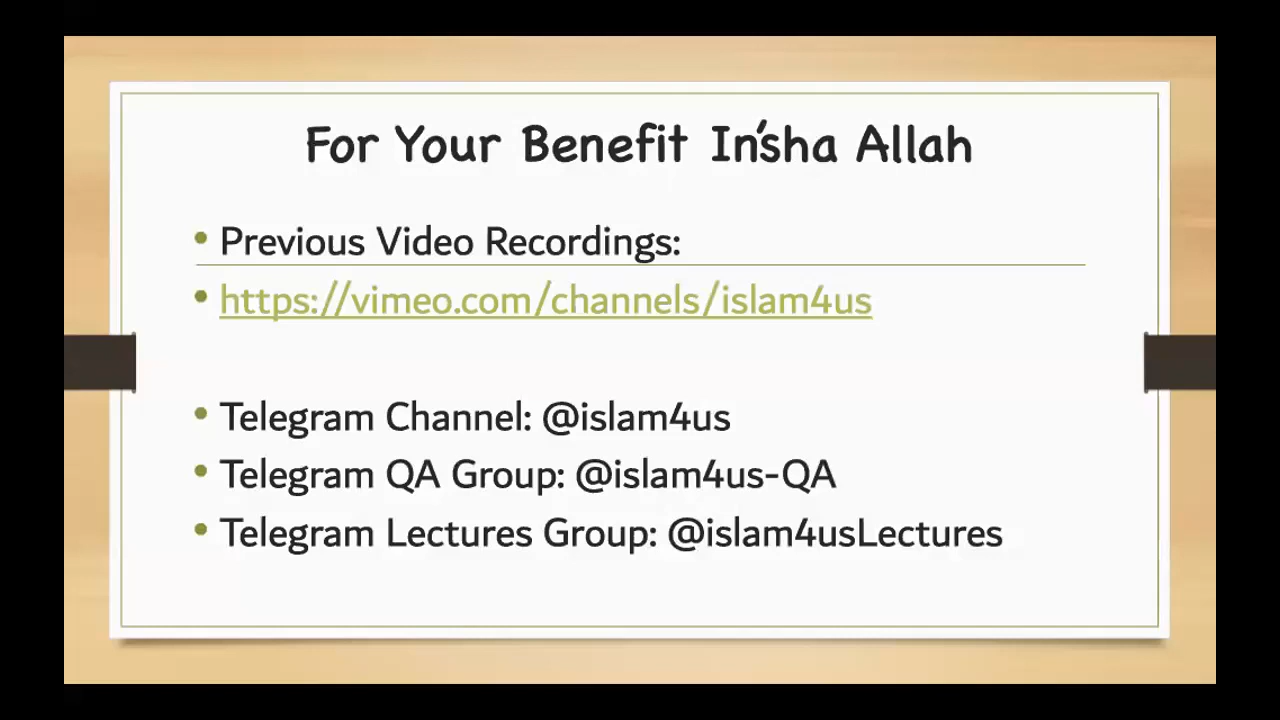 For Your Benefit In'sha Allah
• Previous Video Recordings:
• https://vimeo.com/channels/islam4us
• Telegram Channel: @islam4us
• Telegram QA Group: @islam4us-QA
• Telegram Lectures Group: @islam4usLectures